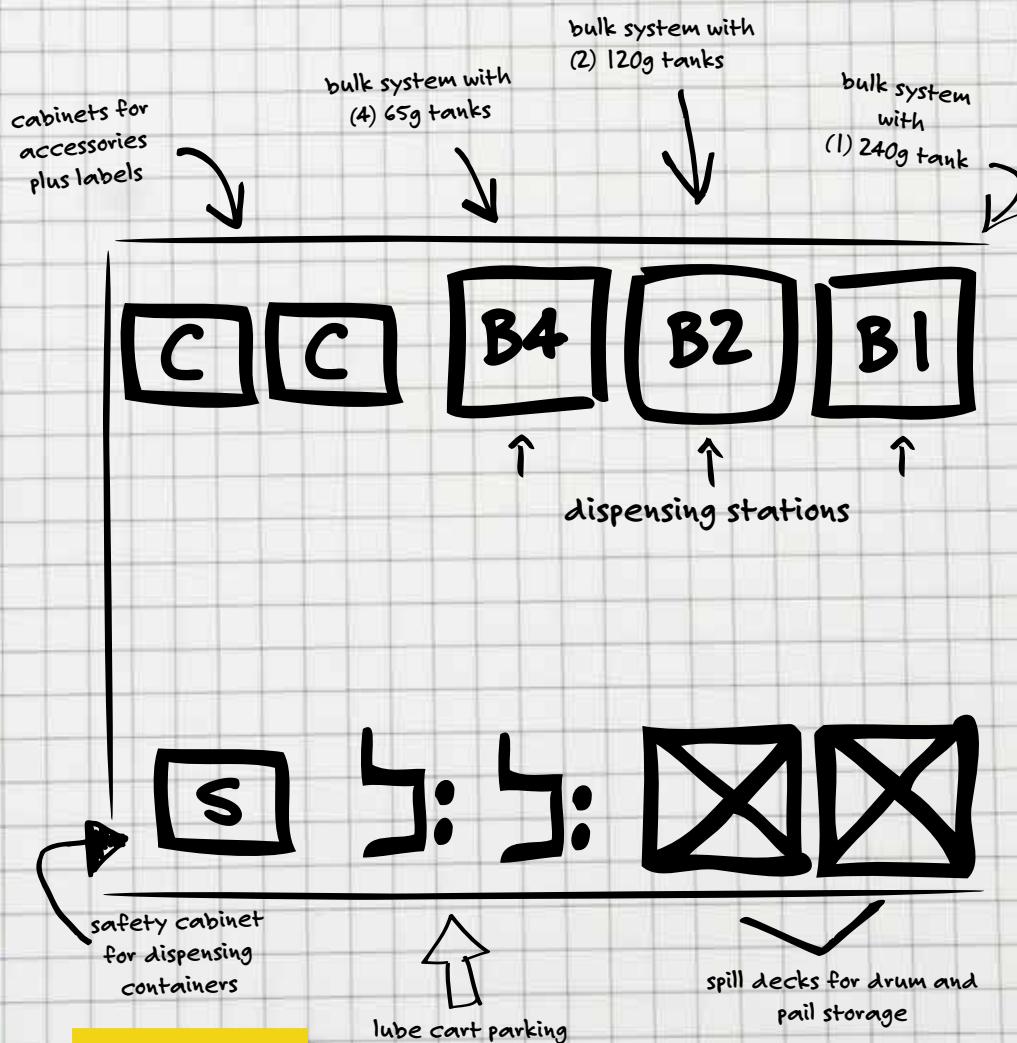 bulk system with
(2) 120g tanks
bulk system with
(4) 65g tanks
bulk system
with
(1) 240g tank
cabinets for
accessories
plus labels
C C B4 B2 B1
dispensing stations
S
safety cabinet
for dispensing
containers
lube cart parking
spill decks for drum and
pail storage